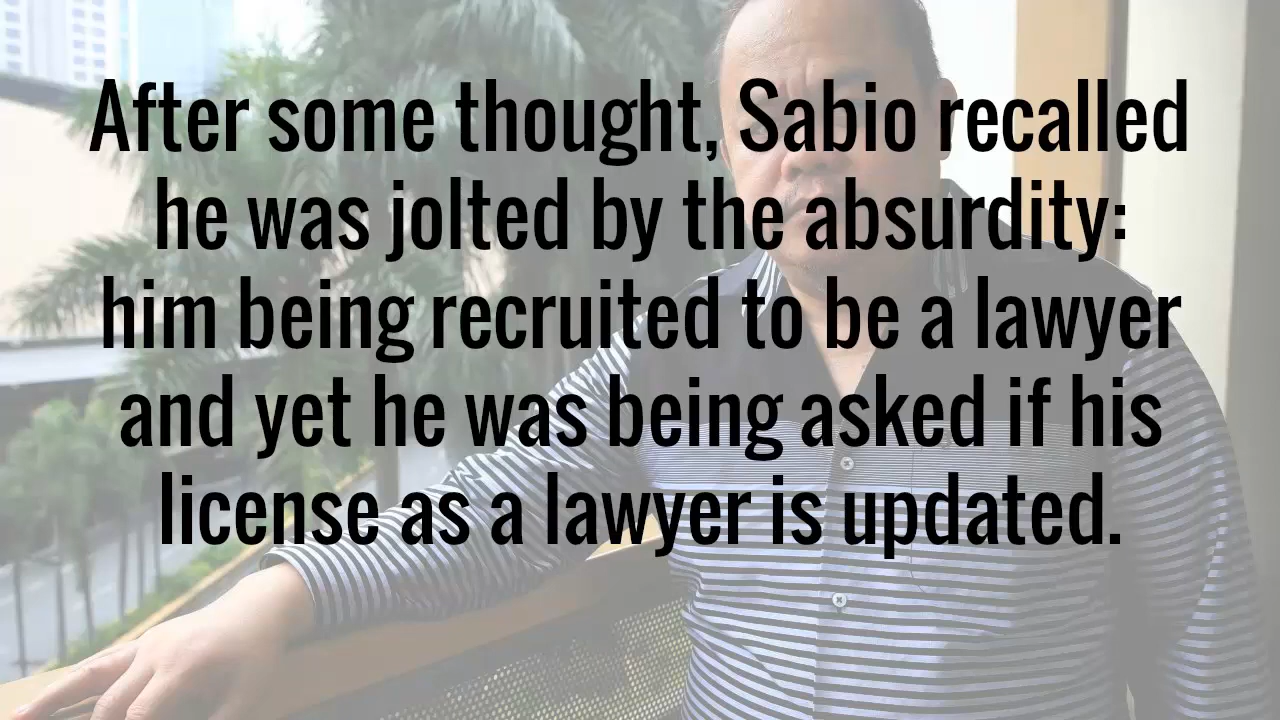 After some thought, Sabio recalled
he was jolted by the absurdity:
him being recruited to be a lawyer
and yet he was being asked if his
license as a lawyer is updated.